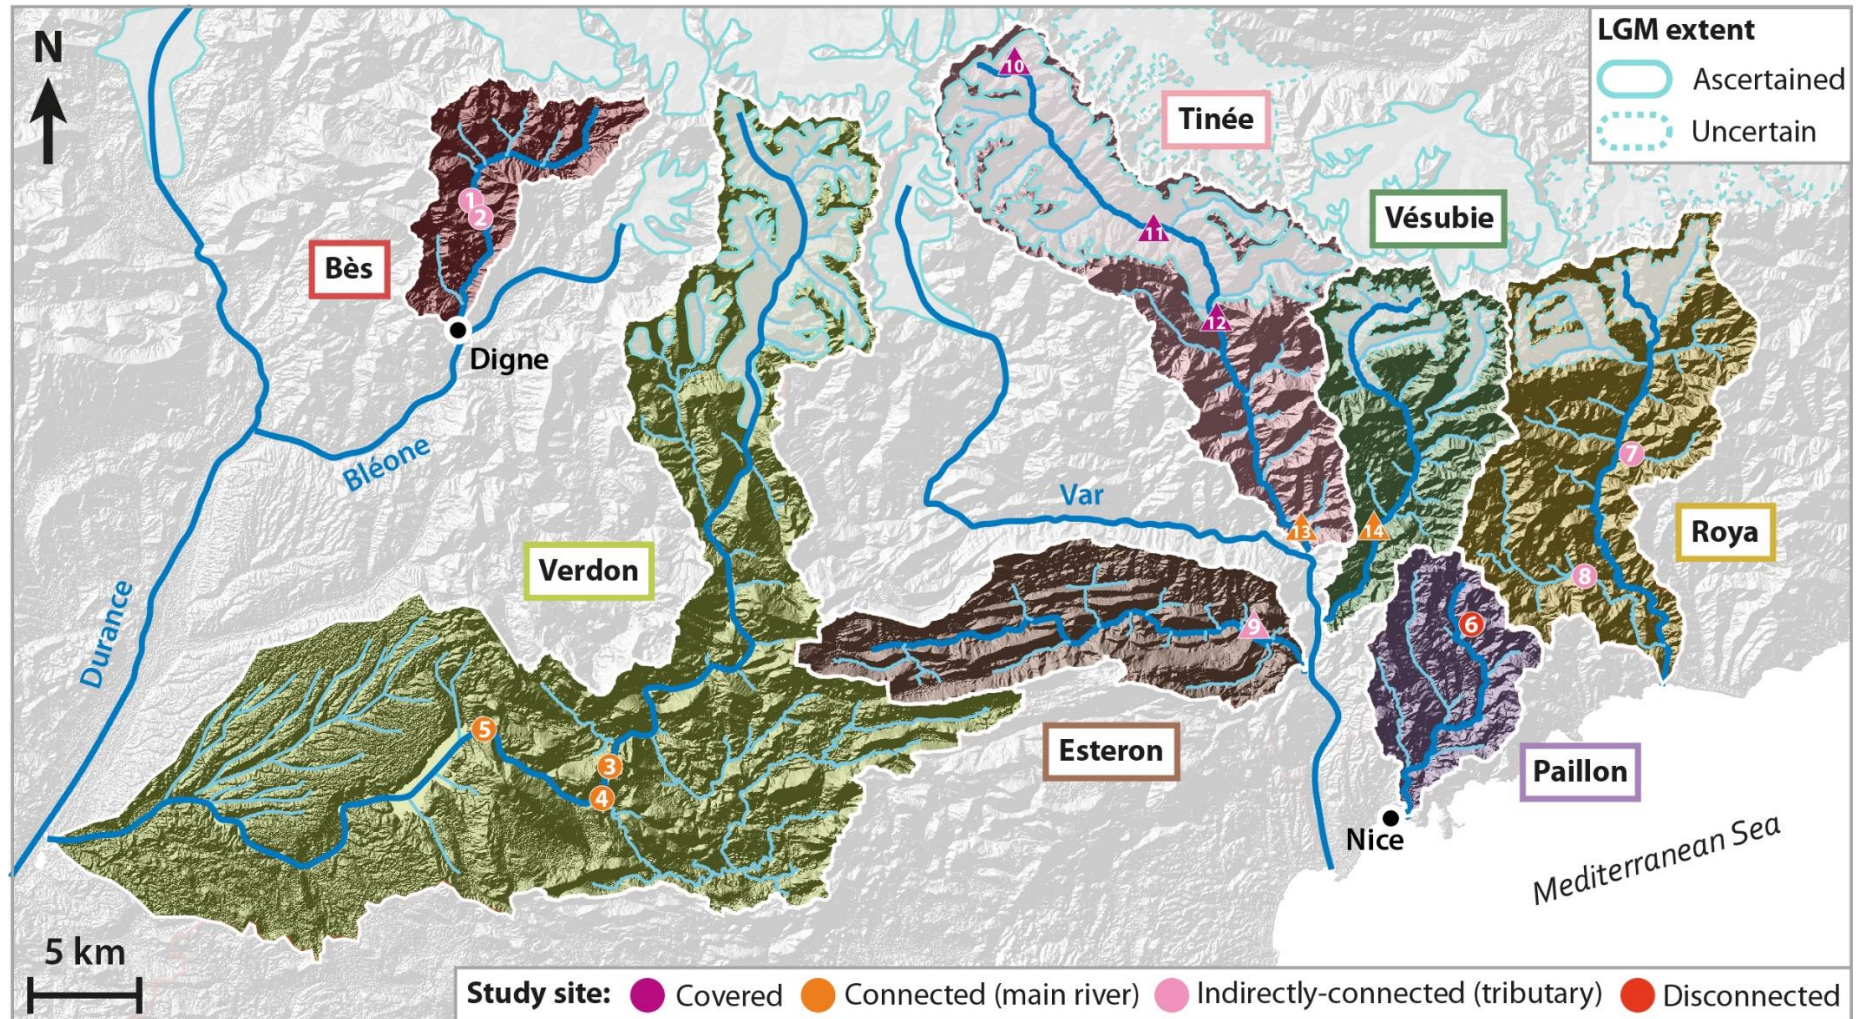 N
LGM extent
Ascertained
Uncertain
10
Tinée
Vésubie
1
2
11
Bès
12
Digne
Bléone
7
Var
13
14
Roya
Verdon
8
Durance
9
6
5
3
4
Esteron
Paillon
Nice
Mediterranean Sea
5 km
Study site: Covered Connected (main river) Indirectly-connected (tributary) Disconnected